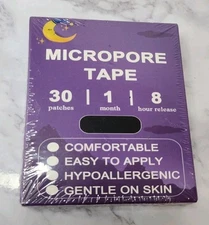 MICROPORE
TAPE
30 | 1 | 8
patches month hour release
COMFORTABLE
EASY TO APPLY
HYPOALLERGENIC
GENTLE ON SKIN